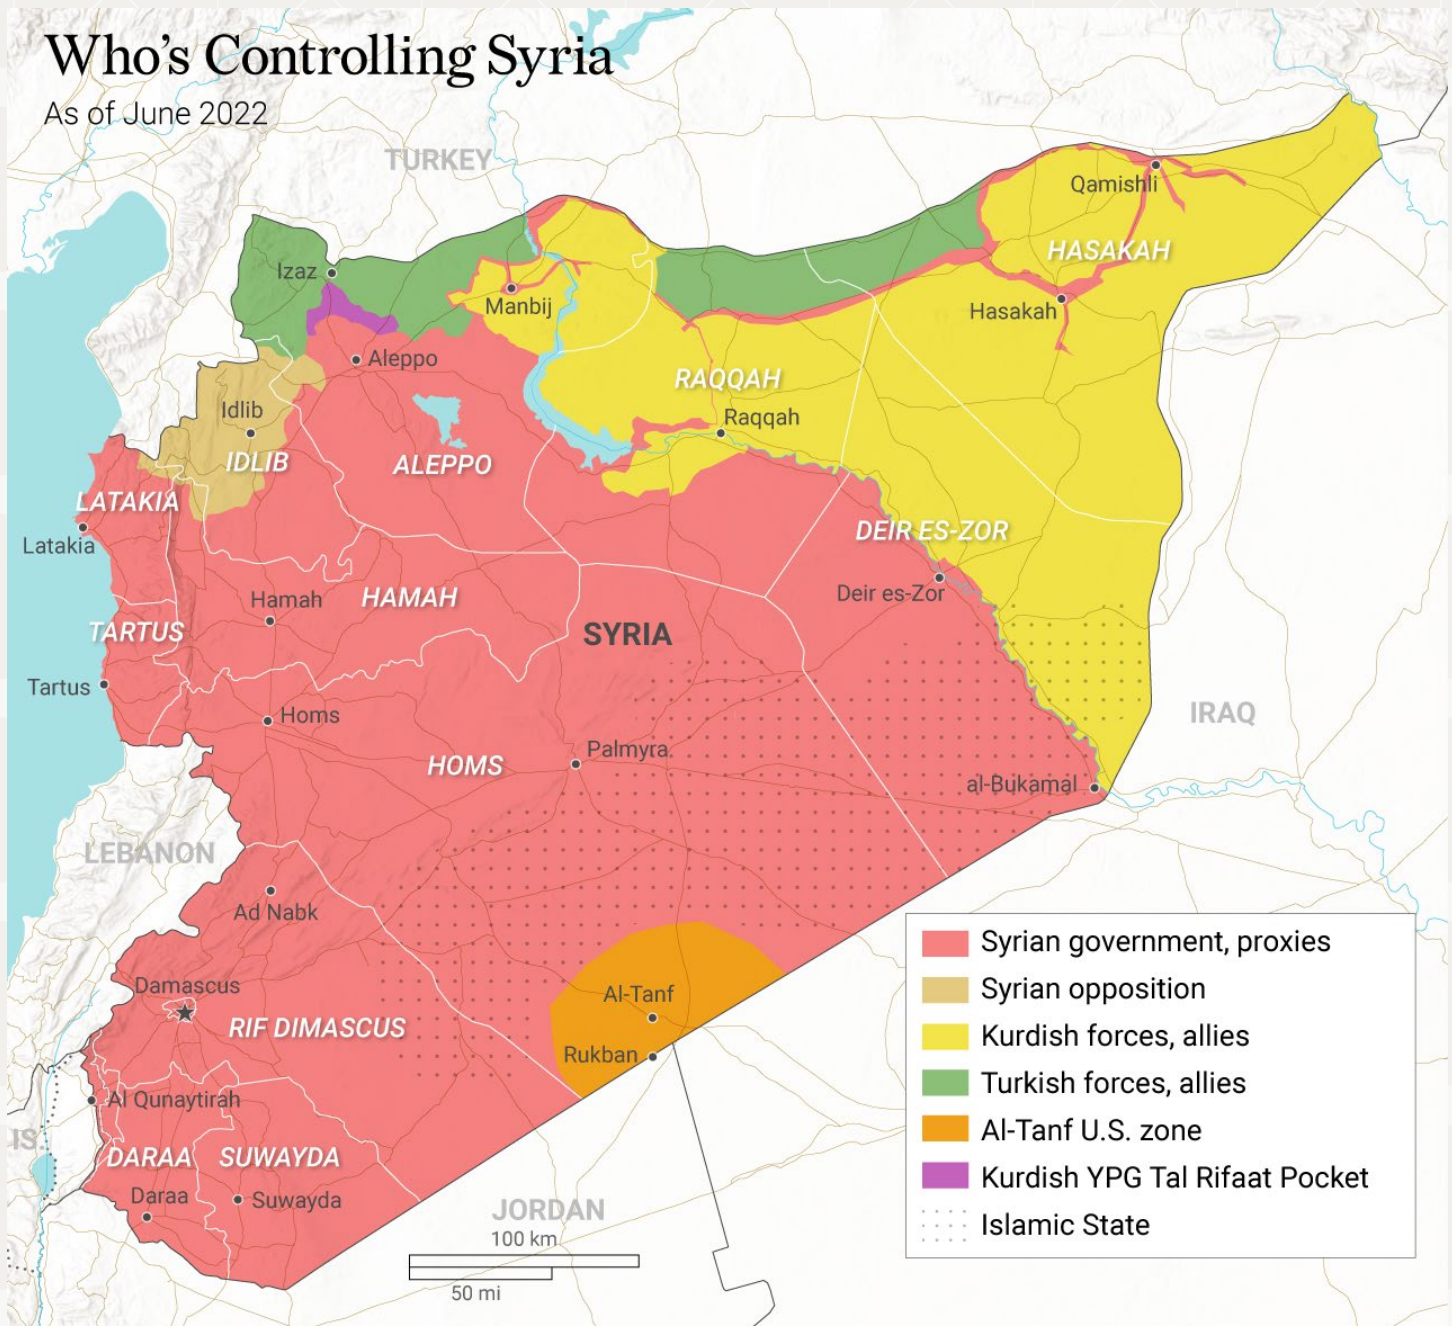 Who's Controlling Syria
As of June 2022
TURKEY
Qamishli
HASAKAH
Izaz
Manbij
Hasakah
Aleppo
RAQQAH
Idlib
Raqqah
IDLIB
ALEPPO
LATAKIA
Latakia
DEIR ES-ZOR
Deir es-Zor
Hamah
HAMAH
TARTUS
SYRIA
Tartus
Homs
IRAQ
Palmyra
HOMS
al-Bukamal
LEBANON
Ad Nabk
Damascus
Al-Tanf
RIF DIMASCUS
Rukban
Al Qunaytirah
IS.
DARAA
SUWAYDA
Daraa
Suwayda
JORDAN
100 km
50 mi
Syrian government, proxies
Syrian opposition
Kurdish forces, allies
Turkish forces, allies
Al-Tanf U.S. zone
Kurdish YPG Tal Rifaat Pocket
Islamic State